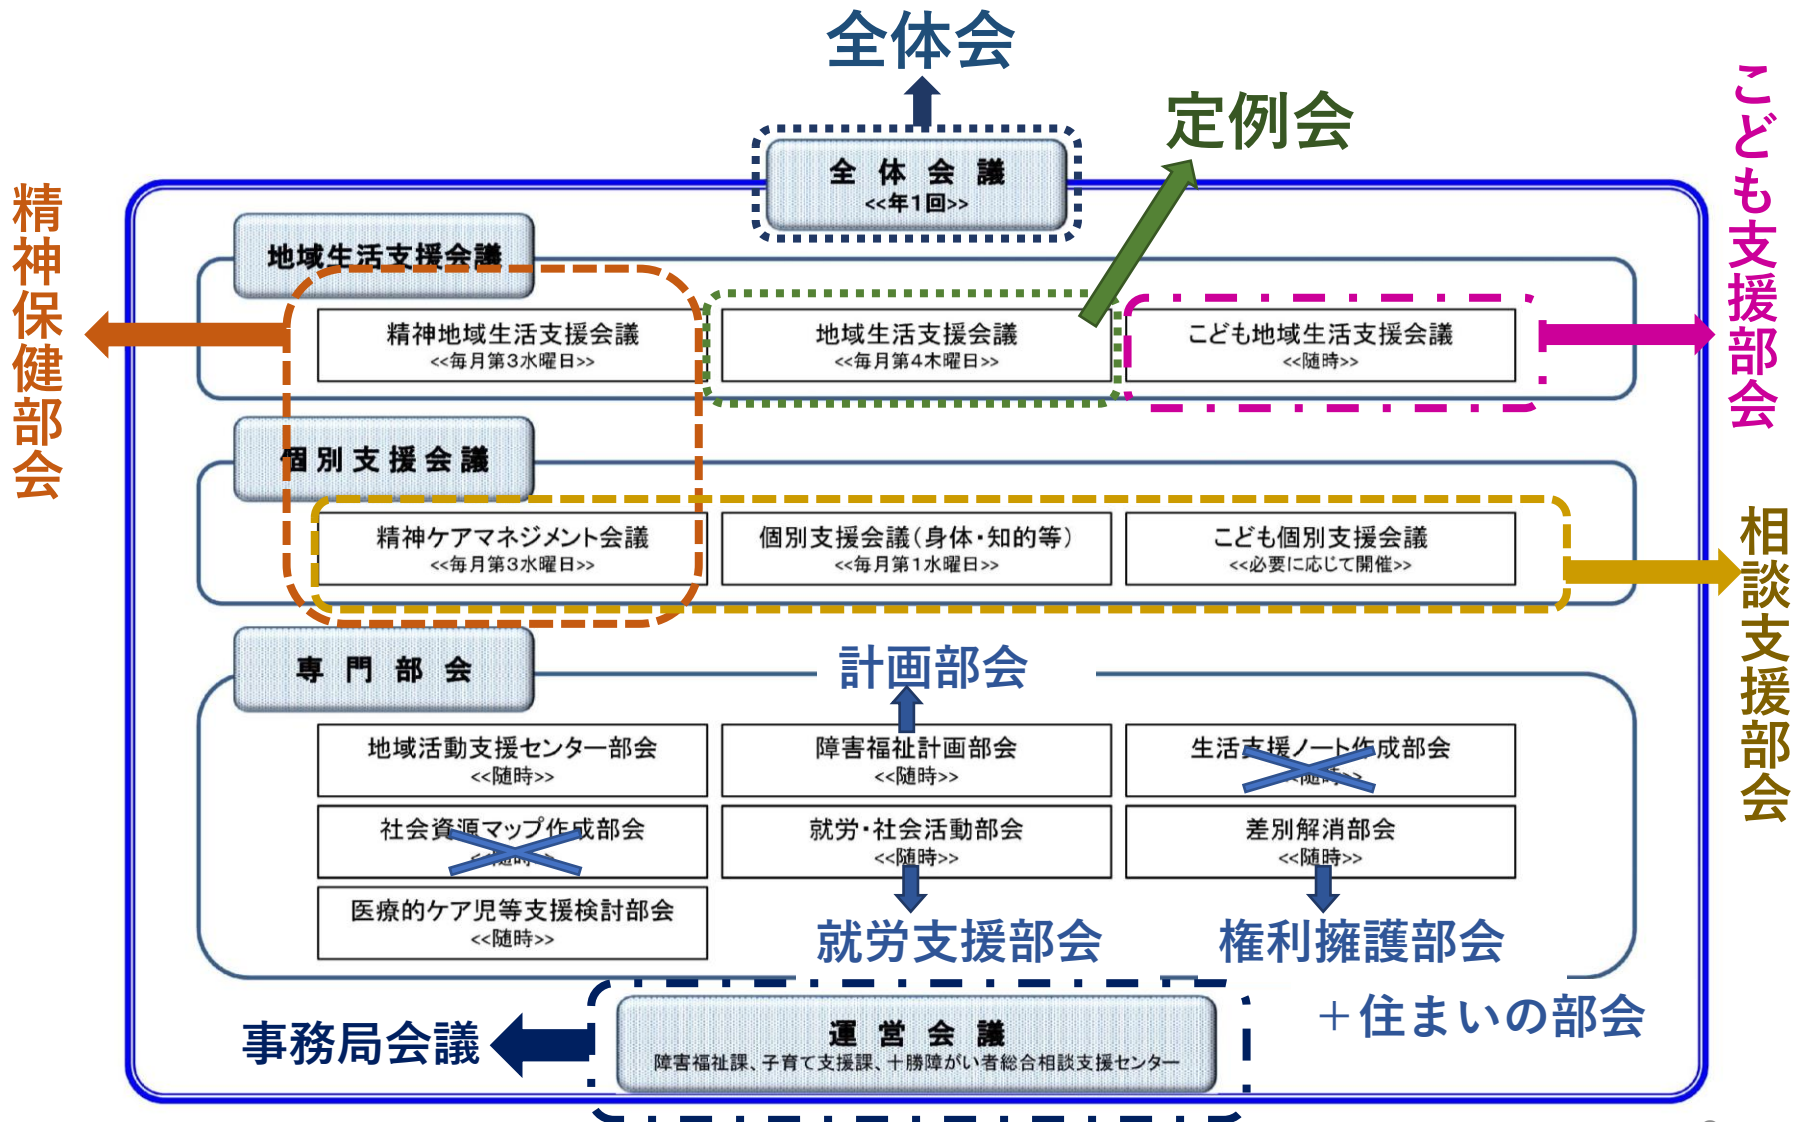 全体会
定例会
こども支援部会
精神保健部会
相談支援部会
全体会議
<<年1回>>
地域生活支援会議
精神地域生活支援会議
<<毎月第3水曜日>>
地域生活支援会議
<<毎月第4木曜日>>
こども地域生活支援会議
<<随時>>
個別支援会議
精神ケアマネジメント会議
<<毎月第3水曜日>>
個別支援会議(身体・知的等)
<<毎月第1水曜日>>
こども個別支援会議
<<必要に応じて開催>>
専門部会
計画部会
地域活動支援センター部会
<<随時>>
障害福祉計画部会
<<随時>>
生活支援ノート作成部会
<<随時>>
社会資源マップ作成部会
<<随時>>
就労・社会活動部会
<<随時>>
差別解消部会
<<随時>>
医療的ケア児等支援検討部会
<<随時>>
就労支援部会
権利擁護部会
+住まいの部会
事務局会議
運営会議
障害福祉課、子育て支援課、十勝障がい者総合相談支援センター